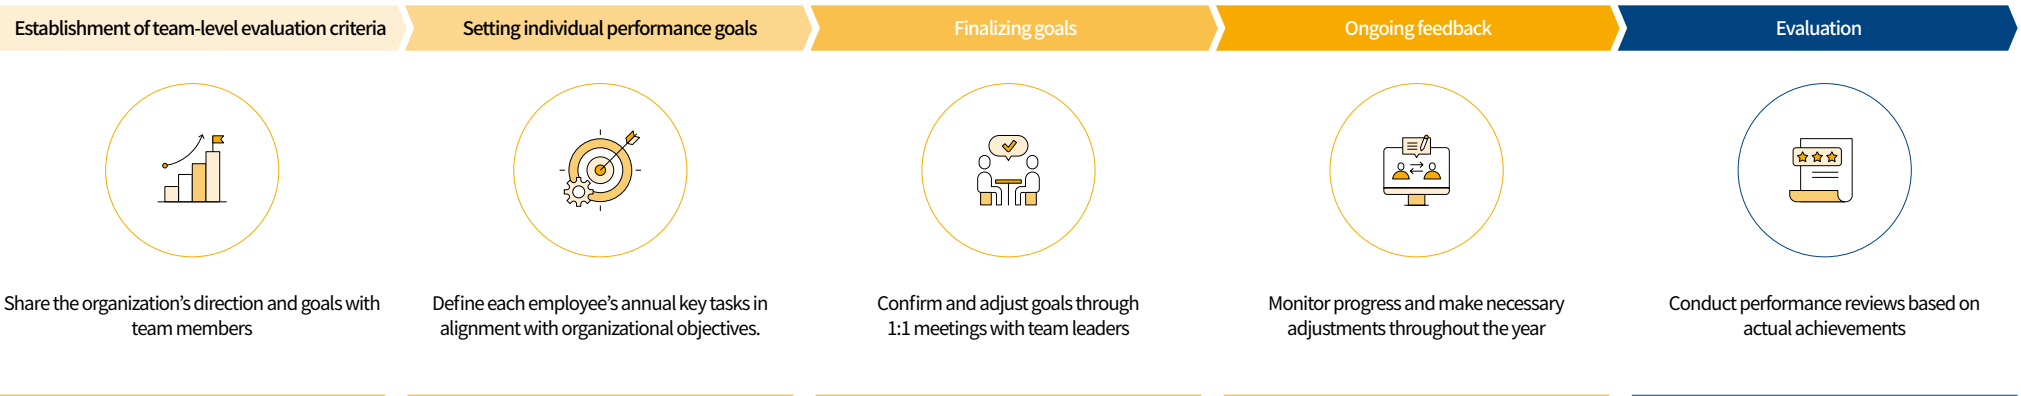 Establishment of team-level evaluation criteria
Setting individual performance goals
Finalizing goals
Ongoing feedback
Evaluation
Share the organization's direction and goals with
team members
Define each employee's annual key tasks in
alignment with organizational objectives.
Confirm and adjust goals through
1:1 meetings with team leaders
Monitor progress and make necessary
adjustments throughout the year
Conduct performance reviews based on
actual achievements